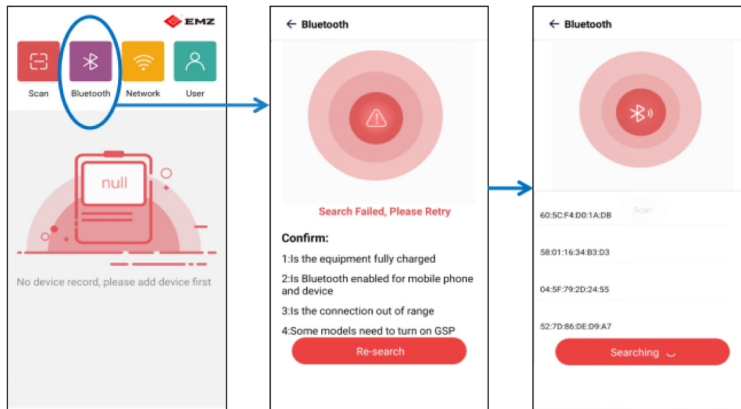 EMZ
Scan Bluetooth Network User
null
No device record, please add device first
← Bluetooth
Search Failed, Please Retry
Confirm:
1:Is the equipment fully charged
2:Is Bluetooth enabled for mobile phone
and device
3:Is the connection out of range
4:Some models need to turn on GSP
Re-search
← Bluetooth
Scan
60:5C:F4:D0:1A:DB
58:01:16:34:B3:D3
04:5F:79:2D:24:55
52:7D:86:DE:D9:A7
Searching